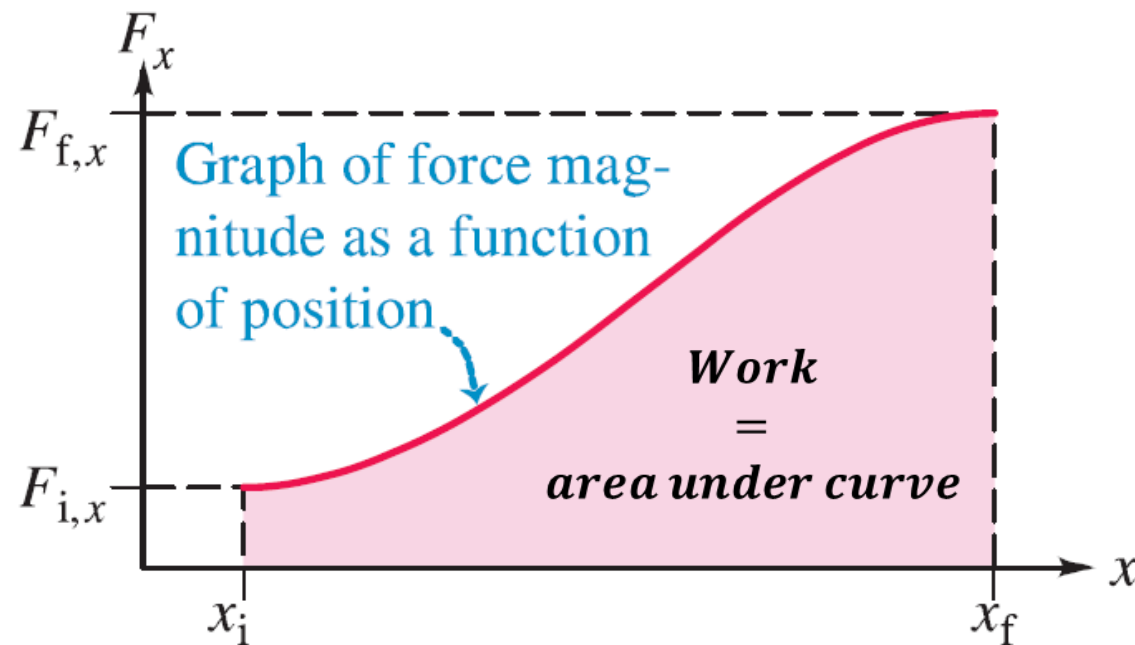 Fx
Ff,x
Graph of force mag-
nitude as a function
of position
Work
=
area under curve
Fi,x
x
xi
xf